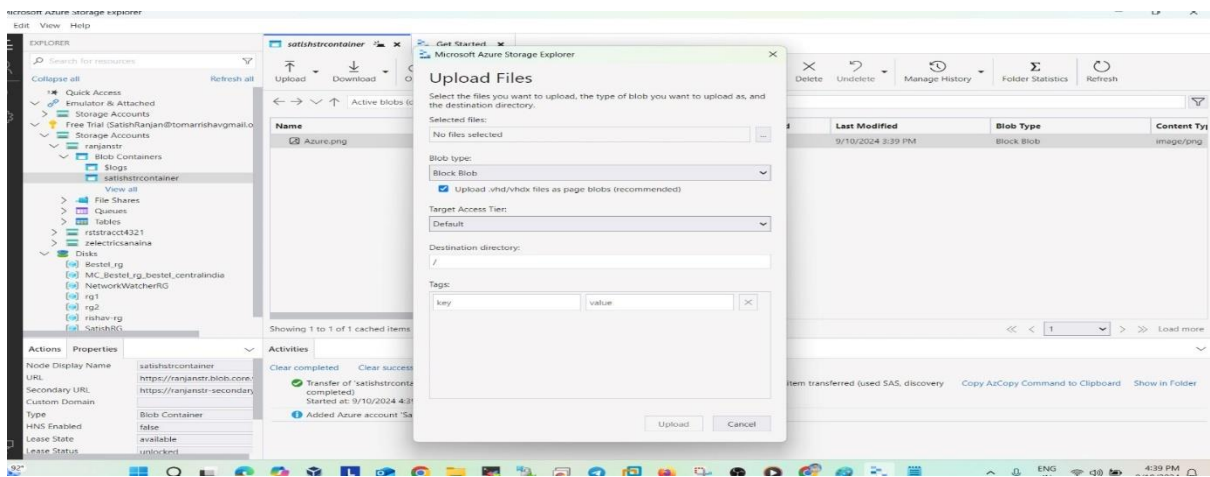 Microsoft Azure Storage Explorer
Edit View Help
EXPLORER
Search for resources
Collapse all Refresh all
Quick Access
Emulator & Attached
Storage Accounts
Free Trial (SatishRanjan@tomarrishavgmail.o
Storage Accounts
ranjanstr
Blob Containers
$logs
satishstrcontainer
View all
File Shares
Queues
Tables
rststracct4321
zelectricsanaina
Disks
Bestel_rg
MC_Bestel_rg_bestel_centralindia
NetworkWatcherRG
rg1
rg2
rishav-rg
SatishRG
Actions Properties
Node Display Name satishstrcontainer
URL https://ranjanstr.blob.core.
Secondary URL https://ranjanstr-secondary
Custom Domain
Type Blob Container
HNS Enabled false
Lease State available
Lease Status unlocked
satishstrcontainer Get Started
Upload Download Delete Undelete Manage History Folder Statistics Refresh
Active blobs
Name Last Modified Blob Type Content Typ
Azure.png 9/10/2024 3:39 PM Block Blob image/png
Showing 1 to 1 of 1 cached items 1 Load more
Activities
Clear completed Clear success
Transfer of 'satishstrconta item transferred (used SAS, discovery Copy AzCopy Command to Clipboard Show in Folder
completed)
Started at: 9/10/2024
Added Azure account 'Sa
Microsoft Azure Storage Explorer
Upload Files
Select the files you want to upload, the type of blob you want to upload as, and
the destination directory.
Selected files:
No files selected ...
Blob type:
Block Blob
Upload .vhd/vhdx files as page blobs (recommended)
Target Access Tier:
Default
Destination directory:
/
Tags:
key value
Upload Cancel
92°
ENG 4:39 PM